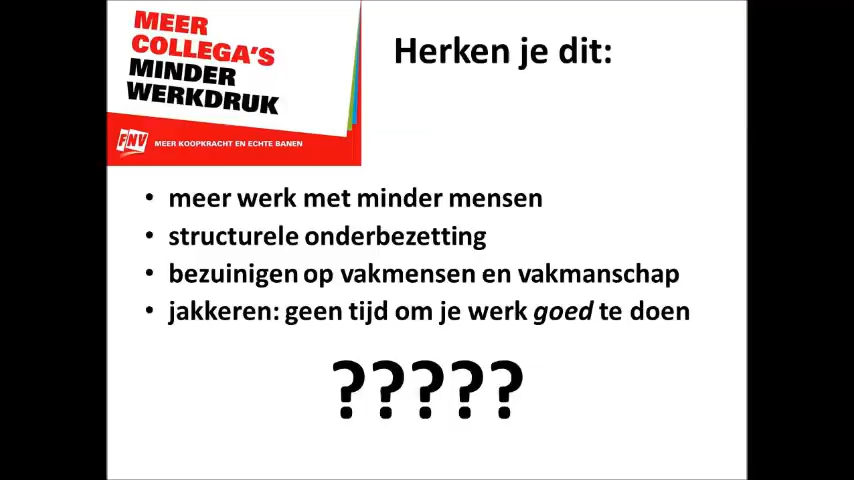 MEER
COLLEGA'S
MINDER
WERKDRUK
FNV MEER KOOPKRACHT EN ECHTE BANEN
Herken je dit:
• meer werk met minder mensen
• structurele onderbezetting
• bezuinigen op vakmensen en vakmanschap
• jakkeren: geen tijd om je werk goed te doen
?????